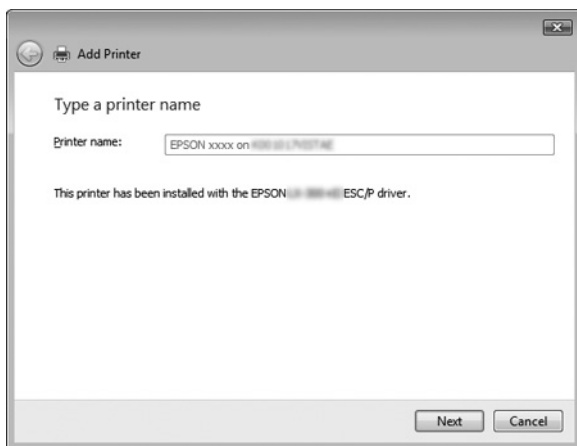 Add Printer
Type a printer name
Printer name:
EPSON xxxx on
This printer has been installed with the EPSON ESC/P driver.
Next
Cancel